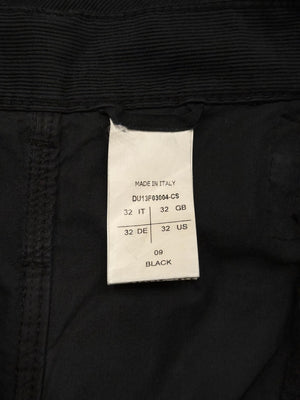 MADE IN ITALY
DU13F03004-CS
32 IT 32 GB
32 DE 32 US
09
BLACK